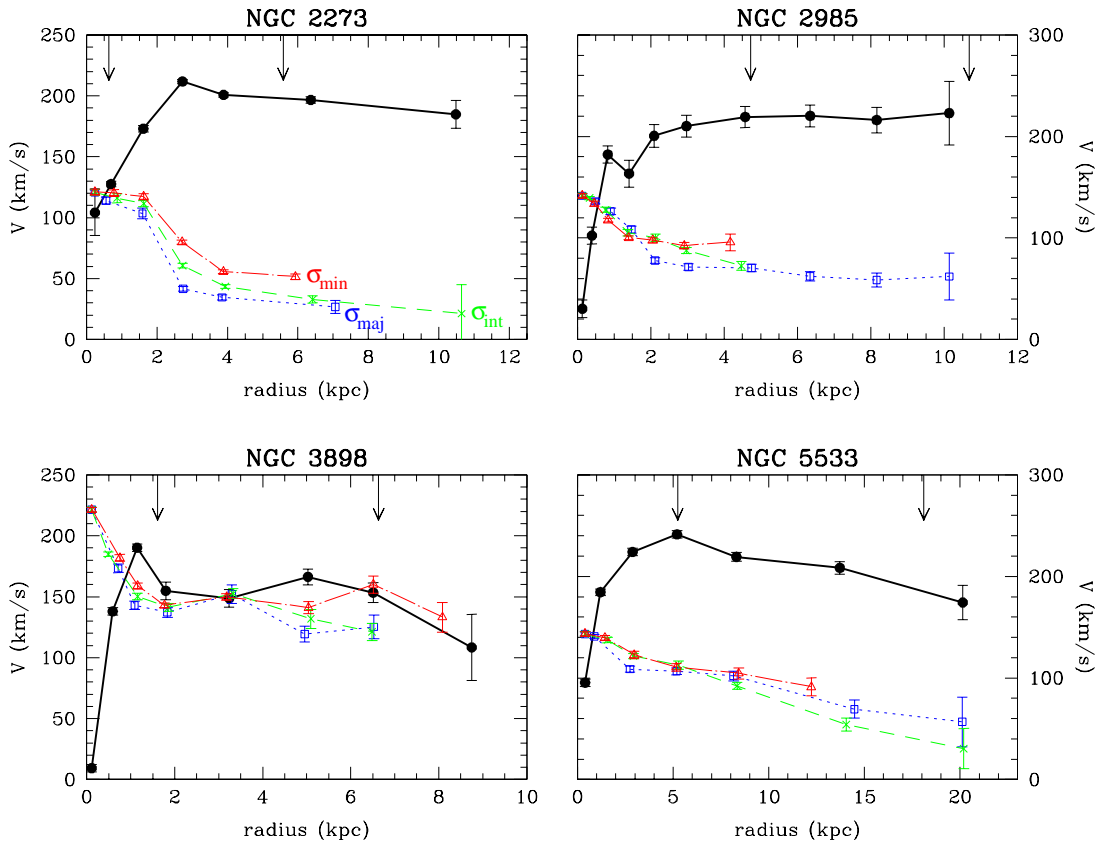 NGC 2273
NGC 2985
250
200
150
100
50
0
V (km/s)
σmin
σmaj
σint
300
200
100
0
V (km/s)
0 2 4 6 8 10 12
0 2 4 6 8 10 12
radius (kpc)
radius (kpc)
NGC 3898
NGC 5533
250
200
150
100
50
0
V (km/s)
300
200
100
0
V (km/s)
0 2 4 6 8 10
0 5 10 15 20
radius (kpc)
radius (kpc)